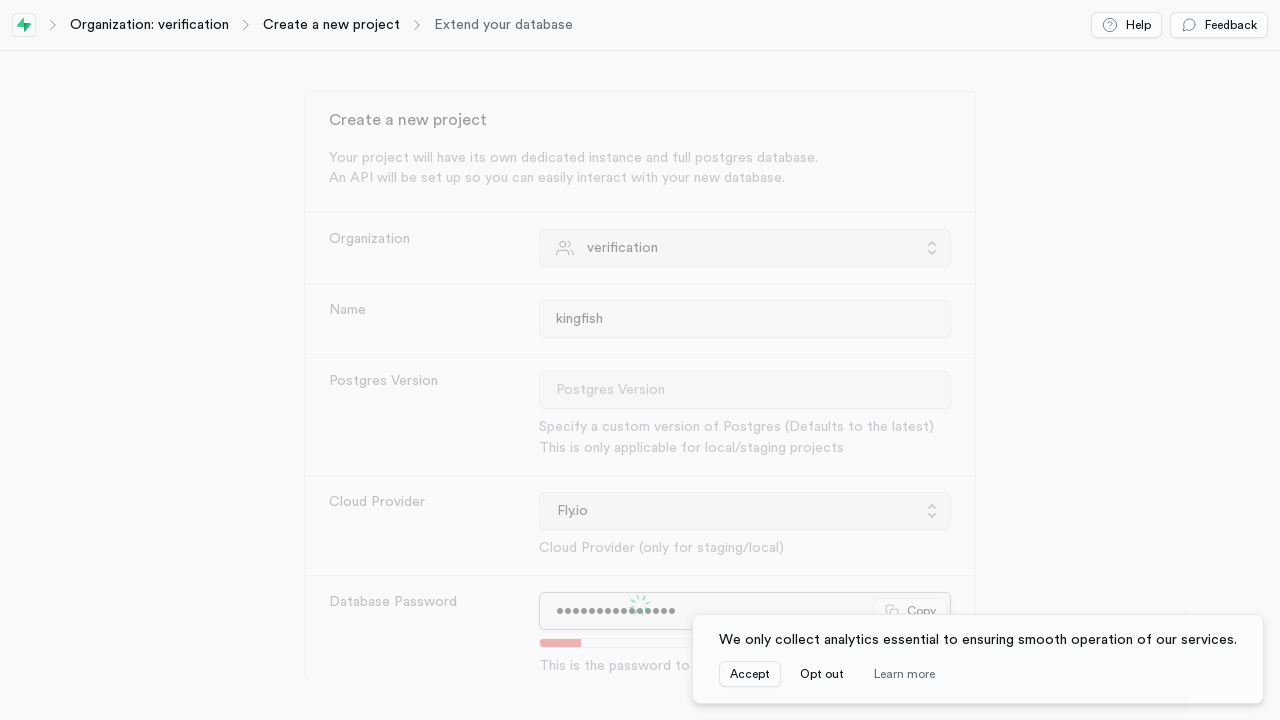 Organization: verification
Create a new project
Extend your database
Help
Feedback
Create a new project
Your project will have its own dedicated instance and full postgres database.
An API will be set up so you can easily interact with your new database.
Organization
verification
Name
kingfish
Postgres Version
Postgres Version
Specify a custom version of Postgres (Defaults to the latest)
This is only applicable for local/staging projects
Cloud Provider
Fly.io
Cloud Provider (only for staging/local)
Database Password
•••••••••••••••
Copy
This is the password to
We only collect analytics essential to ensuring smooth operation of our services.
Accept
Opt out
Learn more